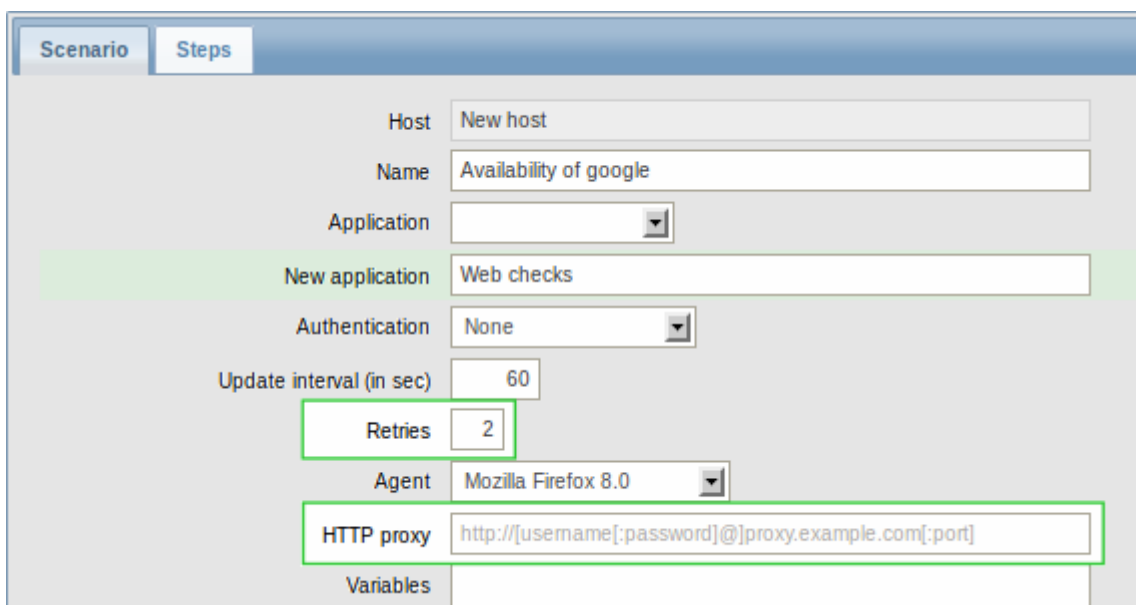 Scenario Steps
Host New host
Name Availability of google
Application
New application Web checks
Authentication None
Update interval (in sec) 60
Retries 2
Agent Mozilla Firefox 8.0
HTTP proxy http://[username[:password]@]proxy.example.com[:port]
Variables